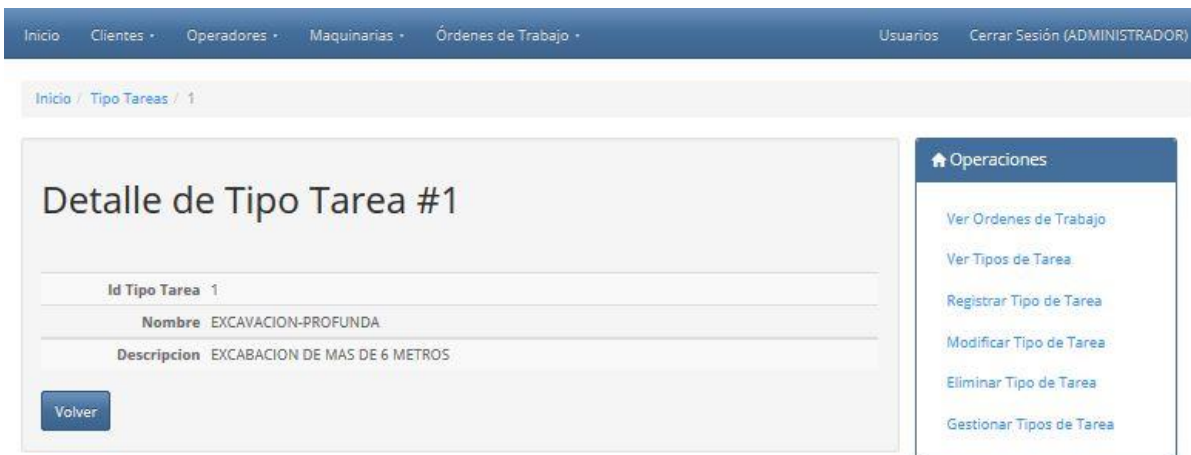 Inicio Clientes Operadores Maquinarias Órdenes de Trabajo Usuarios Cerrar Sesión (ADMINISTRADOR)
Inicio / Tipo Tareas / 1
Detalle de Tipo Tarea #1
Id Tipo Tarea 1
Nombre EXCAVACION-PROFUNDA
Descripcion EXCABACION DE MAS DE 6 METROS
Volver
Operaciones
Ver Ordenes de Trabajo
Ver Tipos de Tarea
Registrar Tipo de Tarea
Modificar Tipo de Tarea
Eliminar Tipo de Tarea
Gestionar Tipos de Tarea